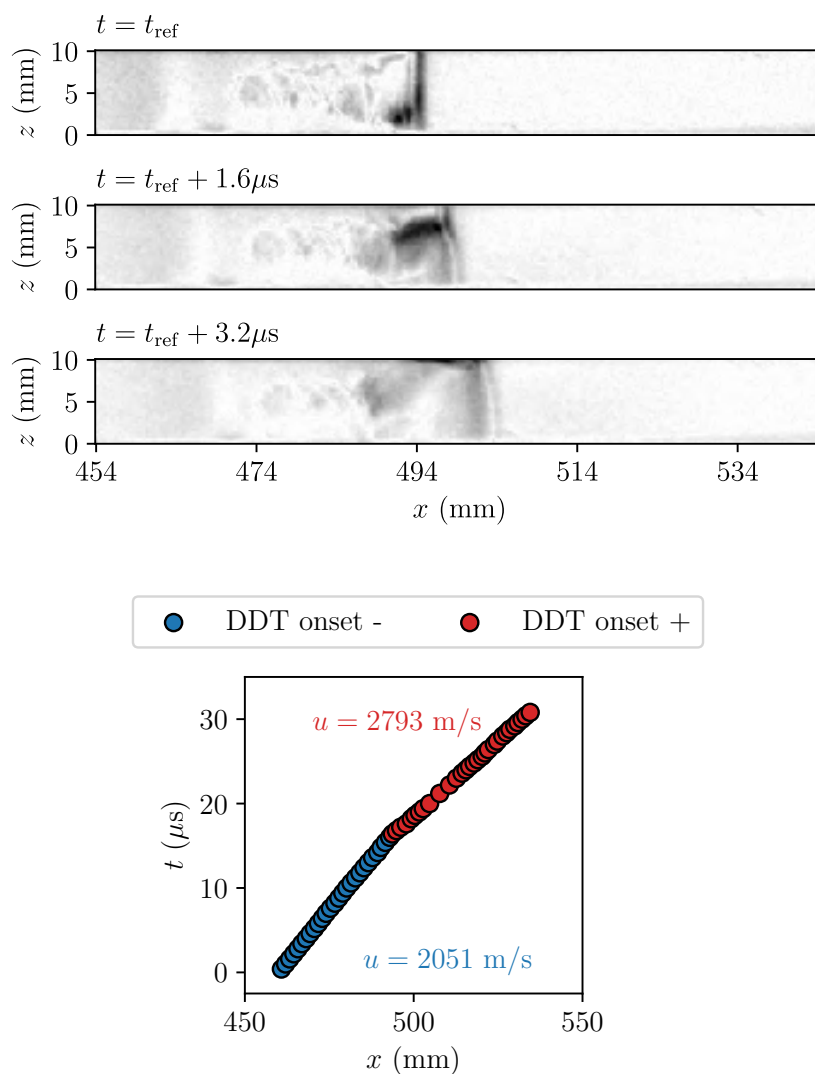 t = t_ref
10
5
0
z (mm)
t = t_ref + 1.6μs
10
5
0
z (mm)
t = t_ref + 3.2μs
10
5
0
z (mm)
454 474 494 514 534
x (mm)
DDT onset - DDT onset +
30
20
10
0
t (μs)
u = 2793 m/s
u = 2051 m/s
450 500 550
x (mm)